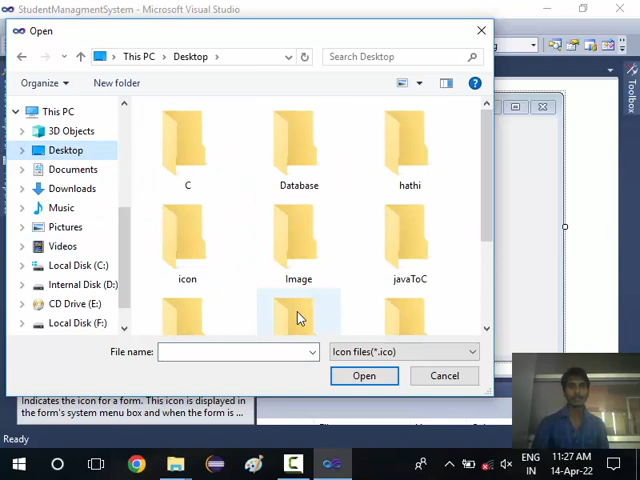 StudentManagmentSystem - Microsoft Visual Studio
Open
This PC
Desktop
Search Desktop
Organize
New folder
This PC
3D Objects
Desktop
Documents
Downloads
Music
Pictures
Videos
Local Disk (C:)
Internal Disk (D:)
CD Drive (E:)
Local Disk (F:)
C
Database
hathi
icon
Image
javaToC
File name:
Icon files(*.ico)
Open
Cancel
Toolbox
Indicates the icon for a form. This icon is displayed in
the form's system menu box and when the form is ...
Ready
ENG
IN
11:27 AM
14-Apr-22